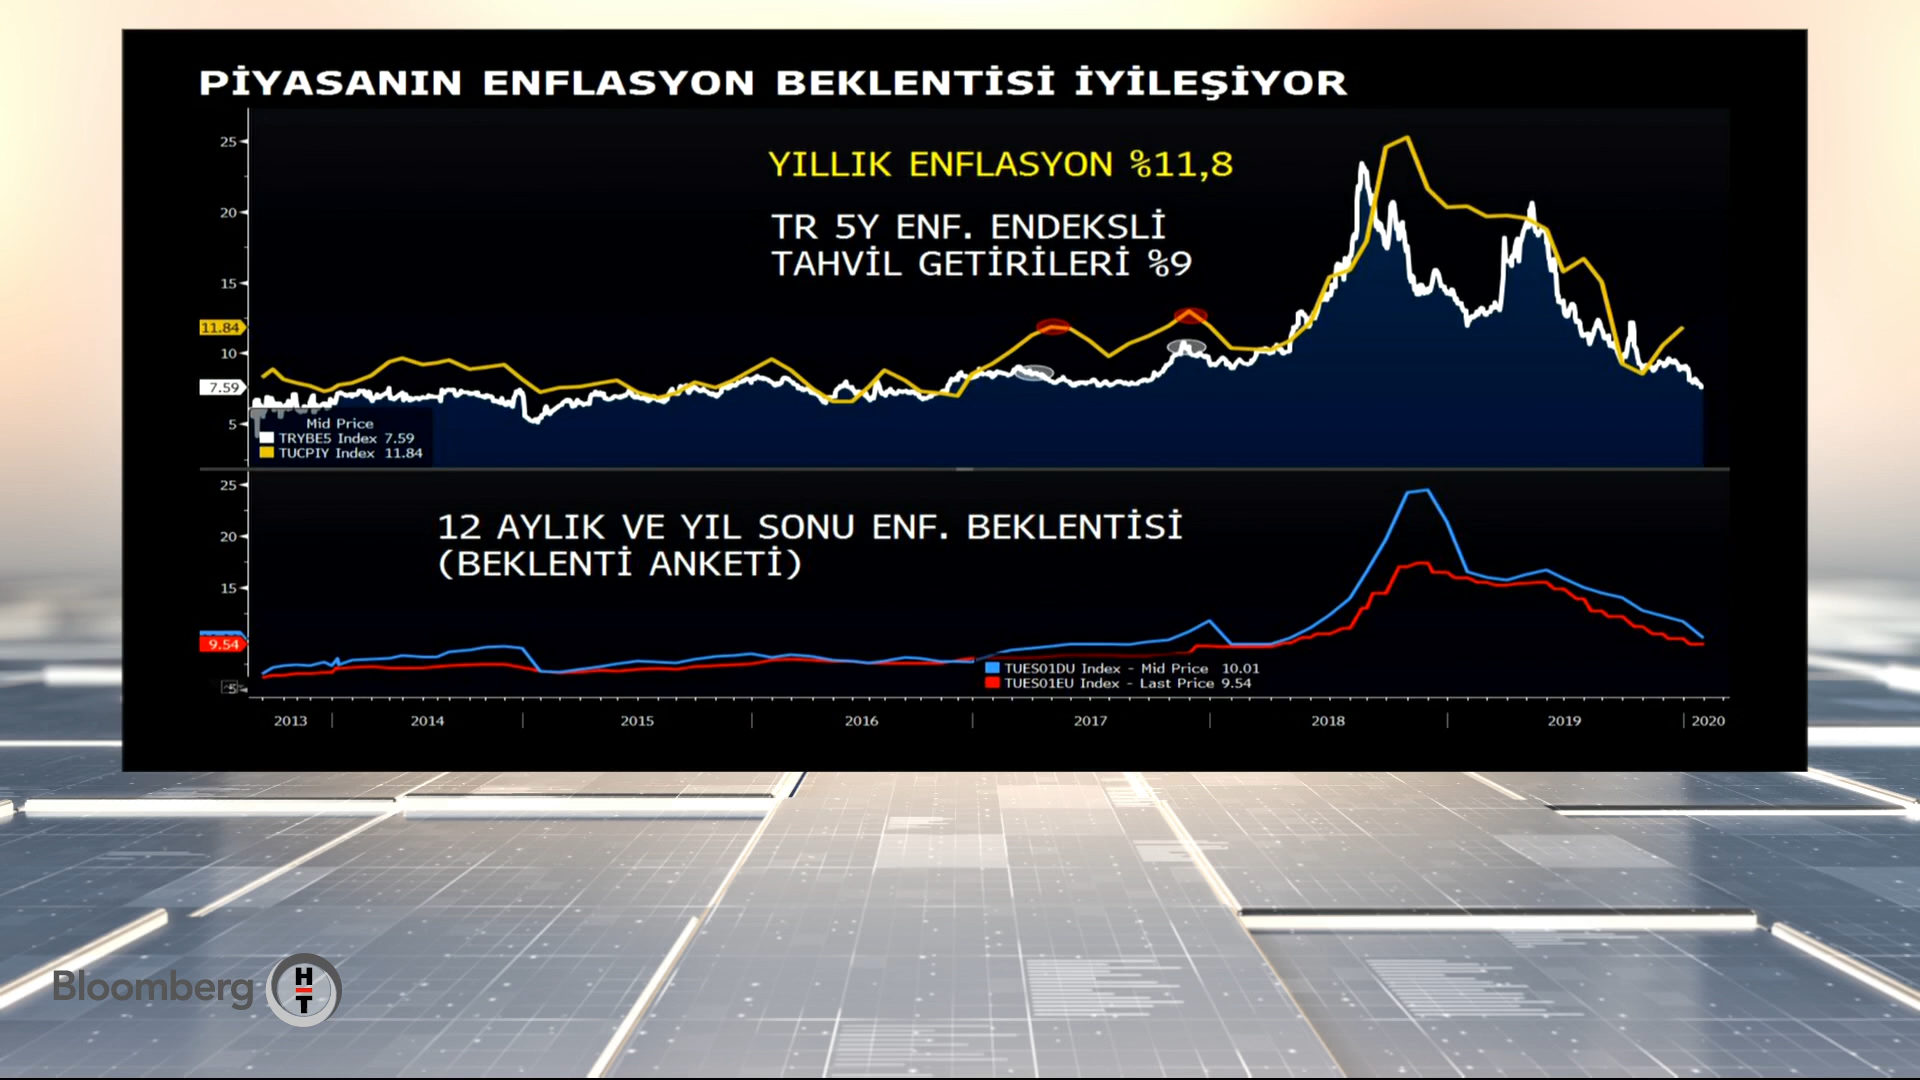 PİYASANIN ENFLASYON BEKLENTİSİ İYİLEŞİYOR
25
YILLIK ENFLASYON %11,8
20
TR 5Y ENF. ENDEKSLİ
TAHVİL GETİRİLERİ %9
15
11.84
10
7.59
5
Mid Price
TRYBE5 Index 7.59
TUCPIY Index 11.84
25
12 AYLIK VE YIL SONU ENF. BEKLENTİSİ
20
(BEKLENTİ ANKETİ)
15
9.54
TUES01DU Index - Mid Price 10.01
TUES01EU Index - Last Price 9.54
5
2013 2014 2015 2016 2017 2018 2019 2020
Bloomberg HT